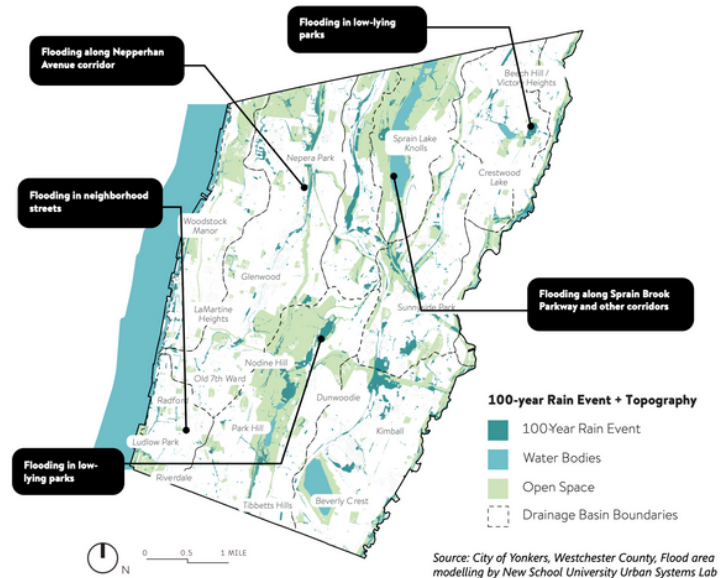 Flooding in low-lying
parks
Flooding along Nepperhan
Avenue corridor
Beech Hill /
Victory Heights
Sprain Lake
Knolls
Nepera Park
Crestwood
Lake
Flooding in neighborhood
streets
Woodstock
Manor
Glenwood
Flooding along Sprain Brook
Parkway and other corridors
LaMartine
Heights
Sunnyside Park
Nodine Hill
Old 7th Ward
Dunwoodie
Radford
Park Hill
Kimball
Ludlow Park
Flooding in low-
lying parks
Riverdale
Tibbetts Hills
Beverly Crest
100-year Rain Event + Topography
100-Year Rain Event
Water Bodies
Open Space
Drainage Basin Boundaries
N
0 0.5 1 MILE
Source: City of Yonkers, Westchester County, Flood area
modelling by New School University Urban Systems Lab